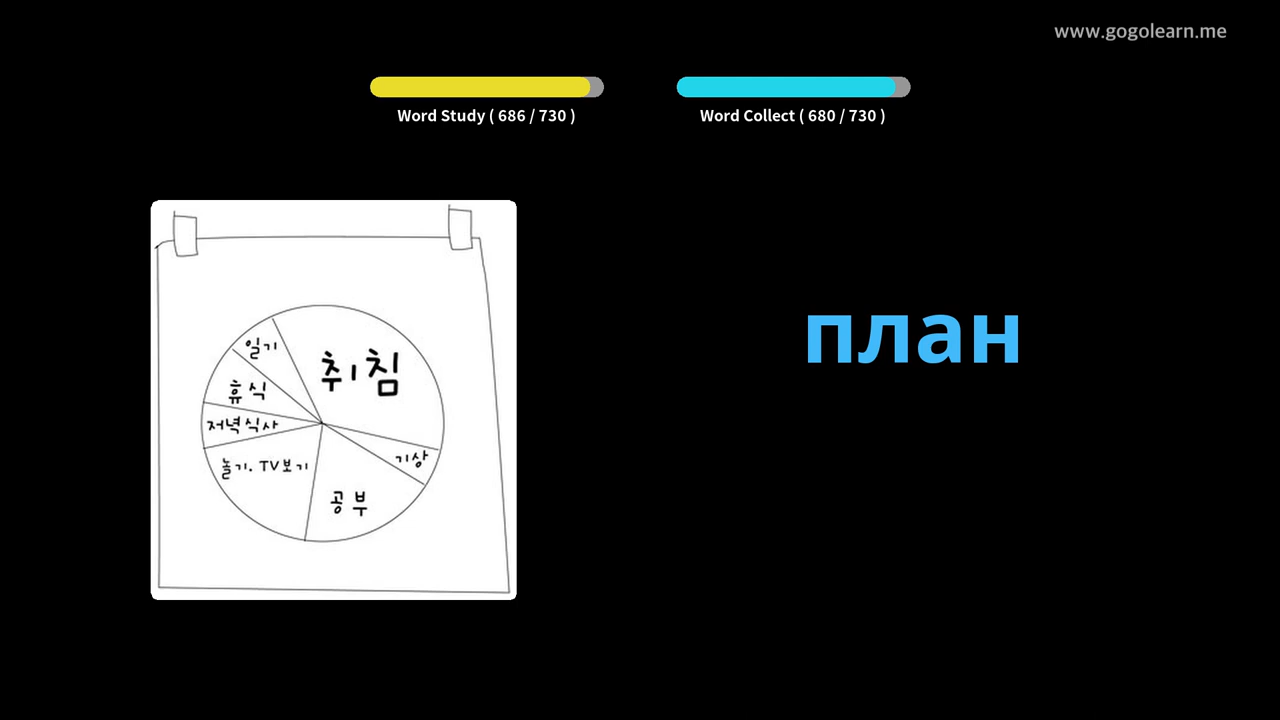 www.gogolearn.me
Word Study ( 686 / 730 )
Word Collect ( 680 / 730 )
план
일기
취침
휴식
저녁식사
놀기. TV보기
기상
공부